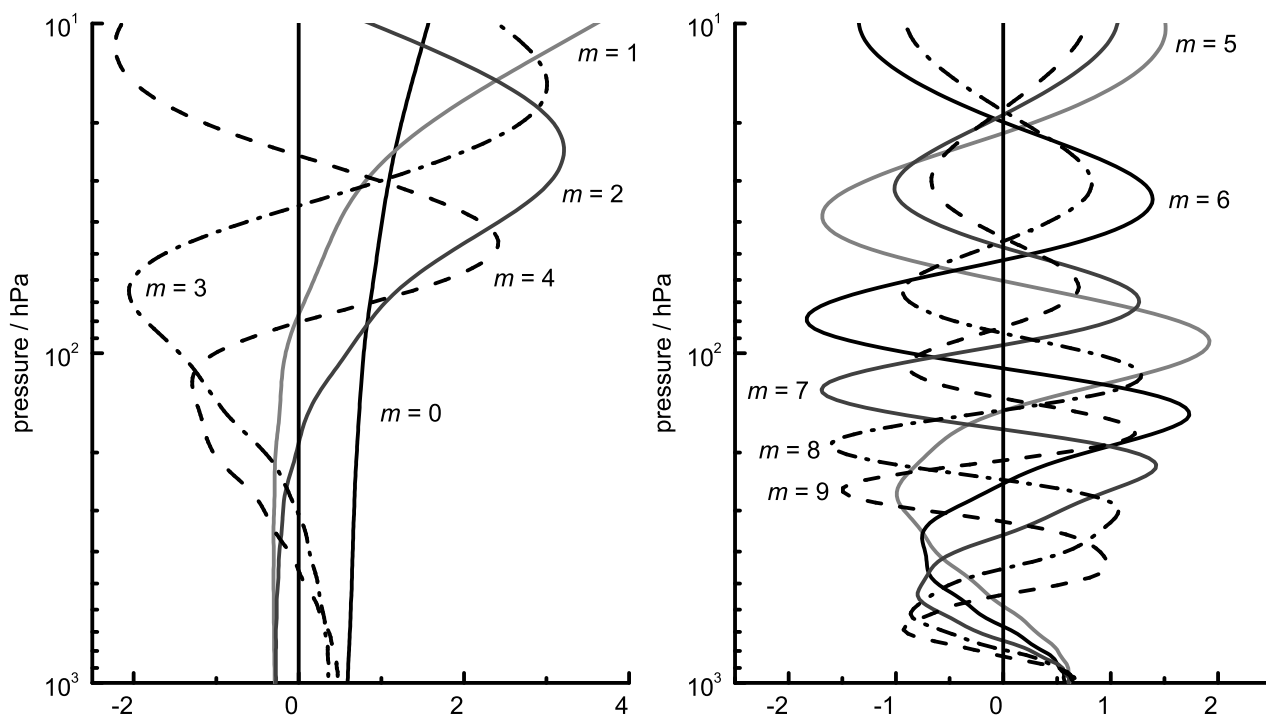 10¹
m = 1
m = 2
m = 3
m = 4
10²
m = 0
pressure / hPa
10³
-2 0 2 4
10¹
m = 5
m = 6
10²
m = 7
m = 8
m = 9
pressure / hPa
10³
-2 -1 0 1 2